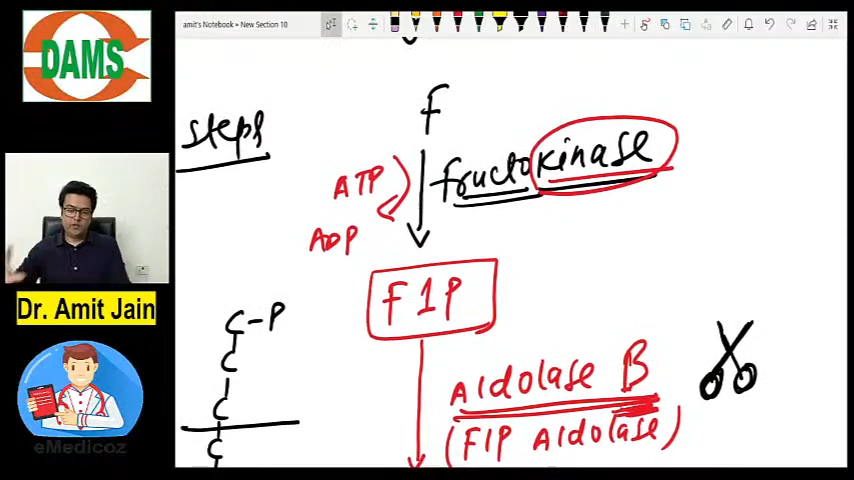 DAMS
amit's Notebook > New Section 10
steps
F
ATP
ADP
fructokinase
F1P
Dr. Amit Jain
C-P
C
C
C
Aldolase B
(F1P Aldolase)
eMedicoz